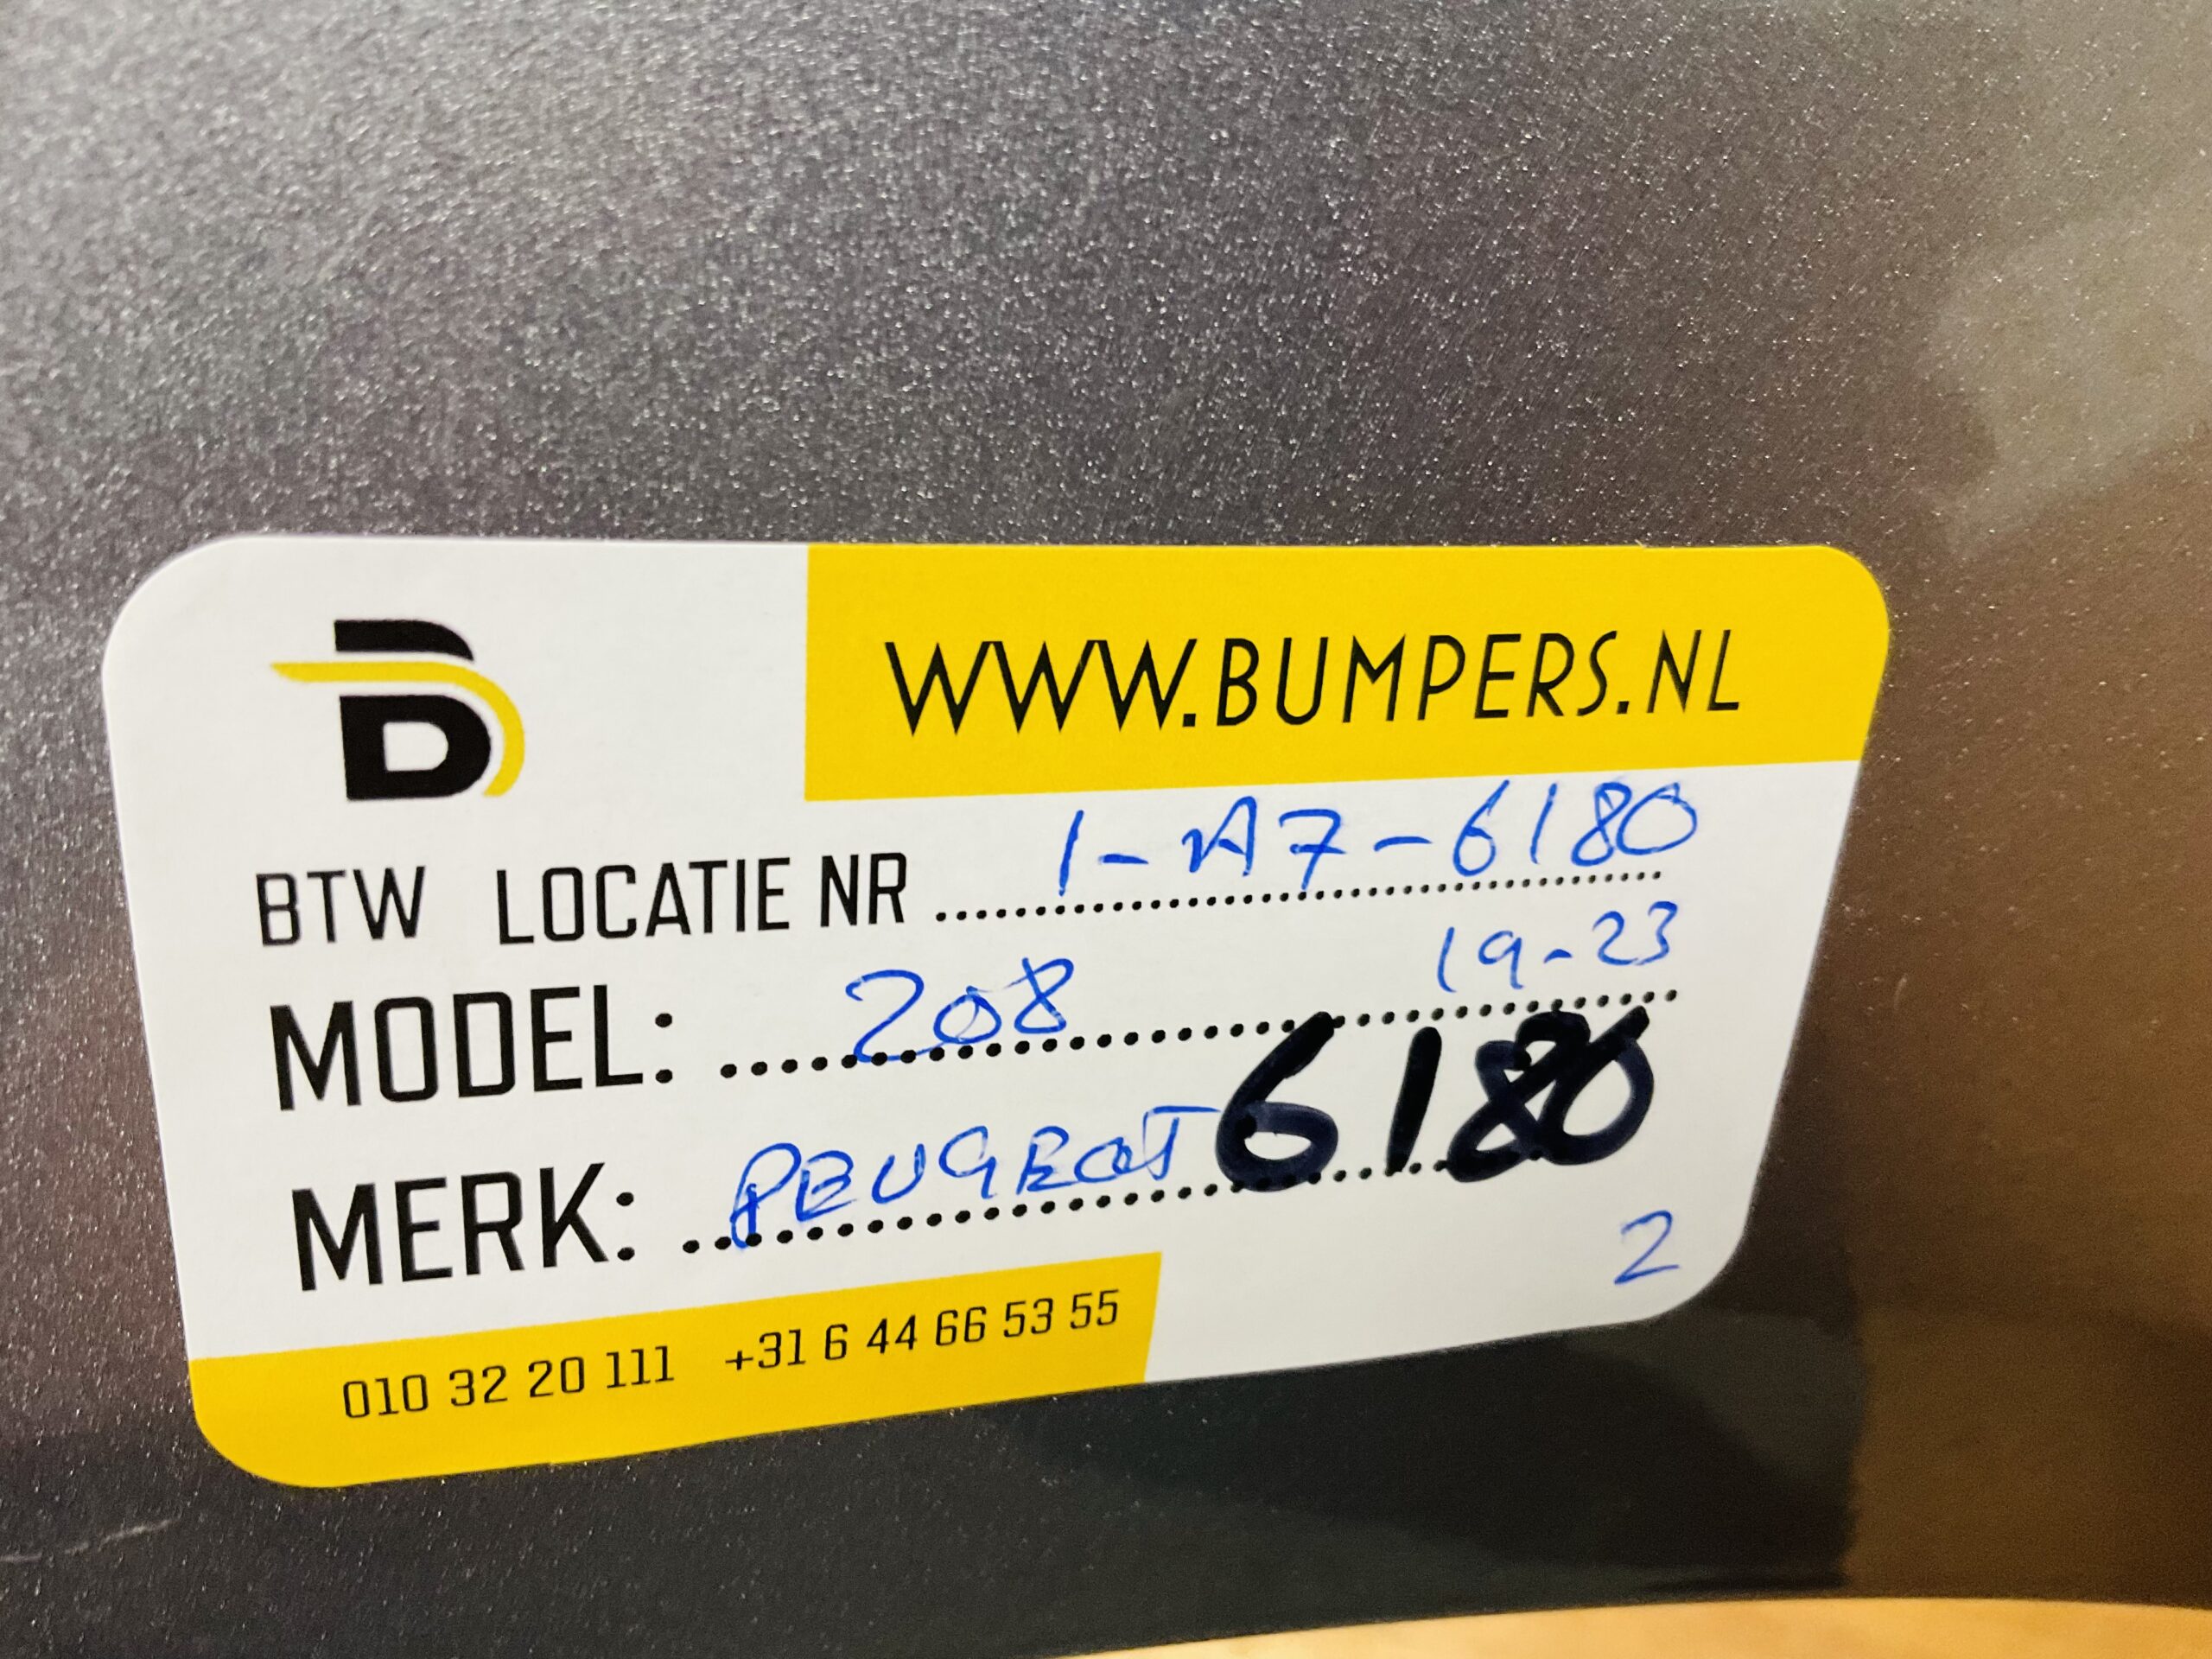 B
WWW.BUMPERS.NL
BTW LOCATIE NR 1-A7-6180
MODEL: 208 19-23
MERK: PEUGEOT 6180
2
010 32 20 111 +31 6 44 66 53 55